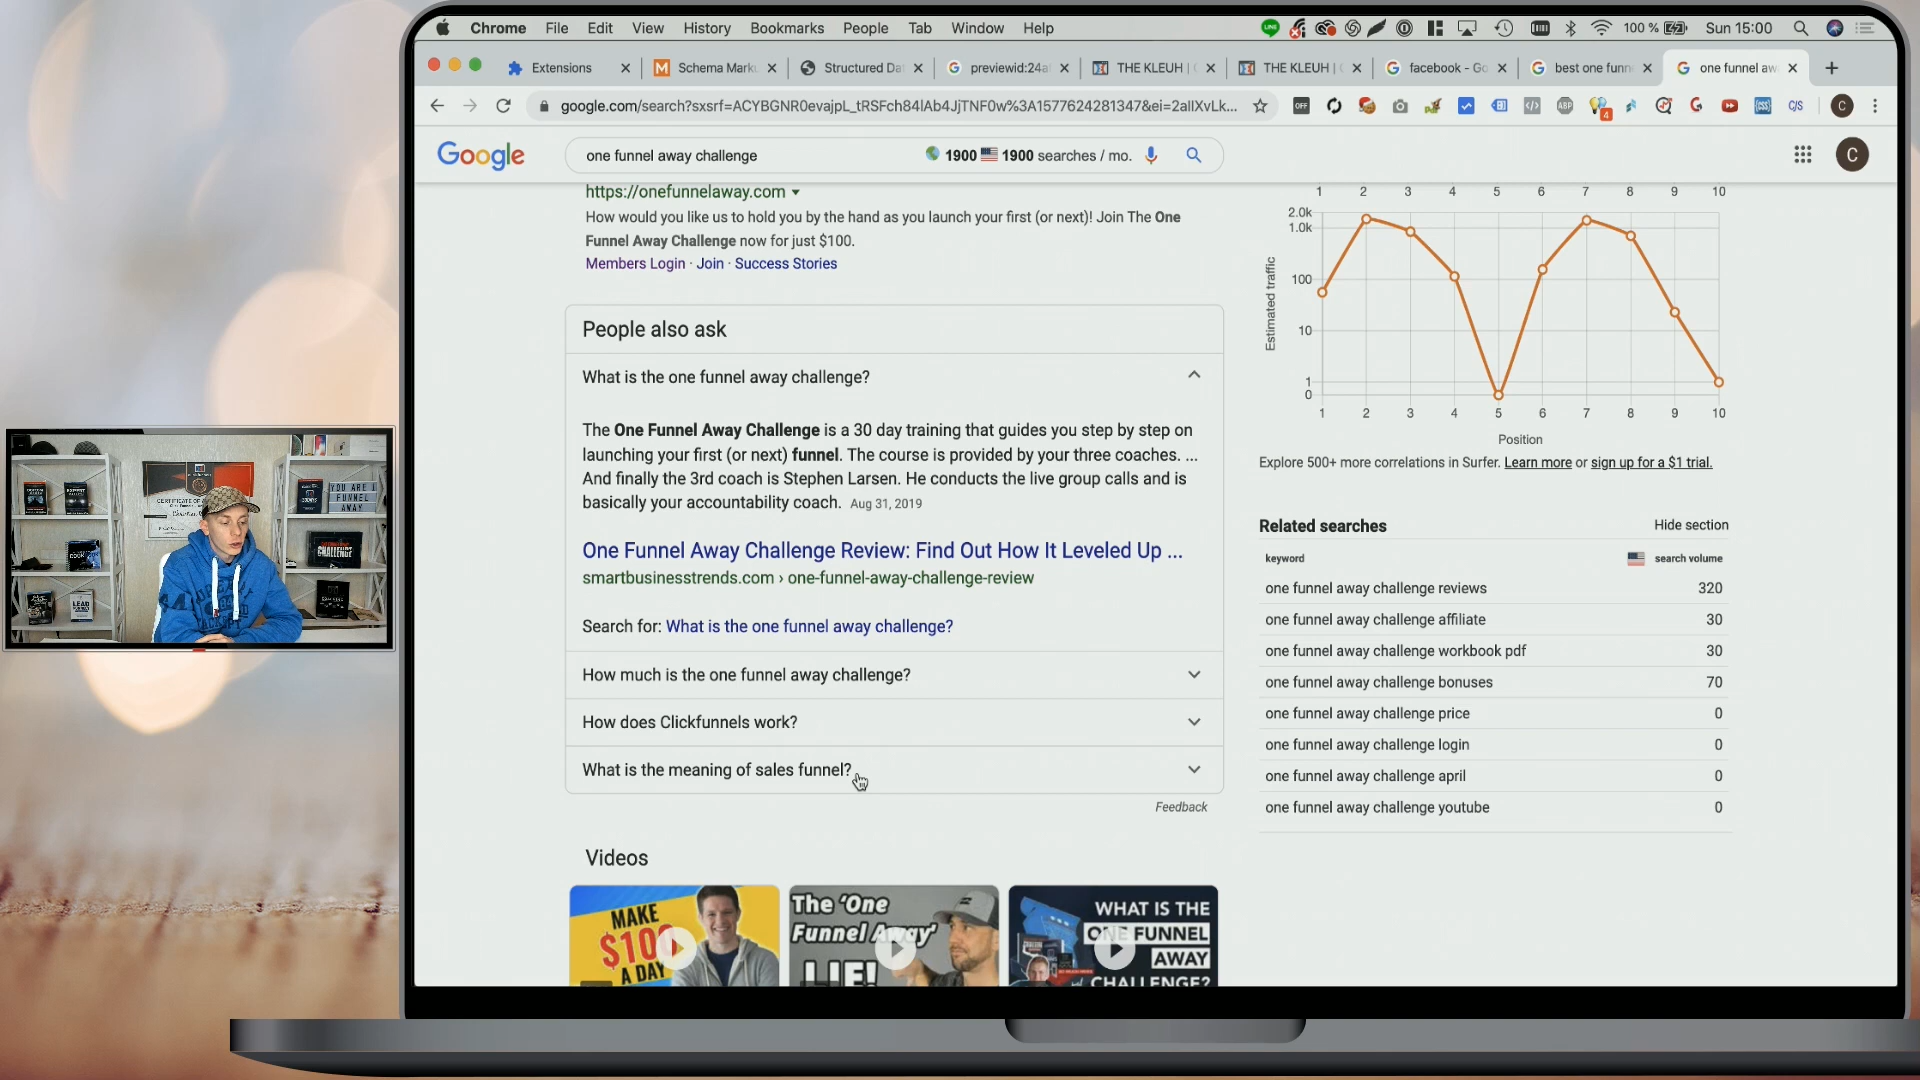 Chrome File Edit View History Bookmarks People Tab Window Help 100 % Sun 15:00
Extensions Schema Mark Structured Da previewid:24a THE KLEUH | THE KLEUH | facebook - Go best one funn one funnel aw
google.com/search?sxsrf=ACYBGNR0evajpL_tRSFch84lAb4JjTNF0w%3A1577624281347&ei=2allXvLk...
Google one funnel away challenge 1900 1900 searches / mo. C
https://onefunnelaway.com
How would you like us to hold you by the hand as you launch your first (or next)! Join The One
Funnel Away Challenge now for just $100.
Members Login · Join · Success Stories
People also ask
What is the one funnel away challenge?
The One Funnel Away Challenge is a 30 day training that guides you step by step on
launching your first (or next) funnel. The course is provided by your three coaches. ...
And finally the 3rd coach is Stephen Larsen. He conducts the live group calls and is
basically your accountability coach. Aug 31, 2019
One Funnel Away Challenge Review: Find Out How It Leveled Up ...
smartbusinesstrends.com › one-funnel-away-challenge-review
Search for: What is the one funnel away challenge?
How much is the one funnel away challenge?
How does Clickfunnels work?
What is the meaning of sales funnel?
Feedback
Videos
MAKE
$100
A DAY
The 'One
Funnel Away'
LIE!
WHAT IS THE
ONE FUNNEL
AWAY
CHALLENGE?
1 2 3 4 5 6 7 8 9 10
2.0k
1.0k
100
10
1
0
Estimated traffic
1 2 3 4 5 6 7 8 9 10
Position
Explore 500+ more correlations in Surfer. Learn more or sign up for a $1 trial.
Related searches Hide section
keyword search volume
one funnel away challenge reviews 320
one funnel away challenge affiliate 30
one funnel away challenge workbook pdf 30
one funnel away challenge bonuses 70
one funnel away challenge price 0
one funnel away challenge login 0
one funnel away challenge april 0
one funnel away challenge youtube 0
YOU ARE 1
FUNNEL
AWAY
CHALLENGE
COOK
LEAD